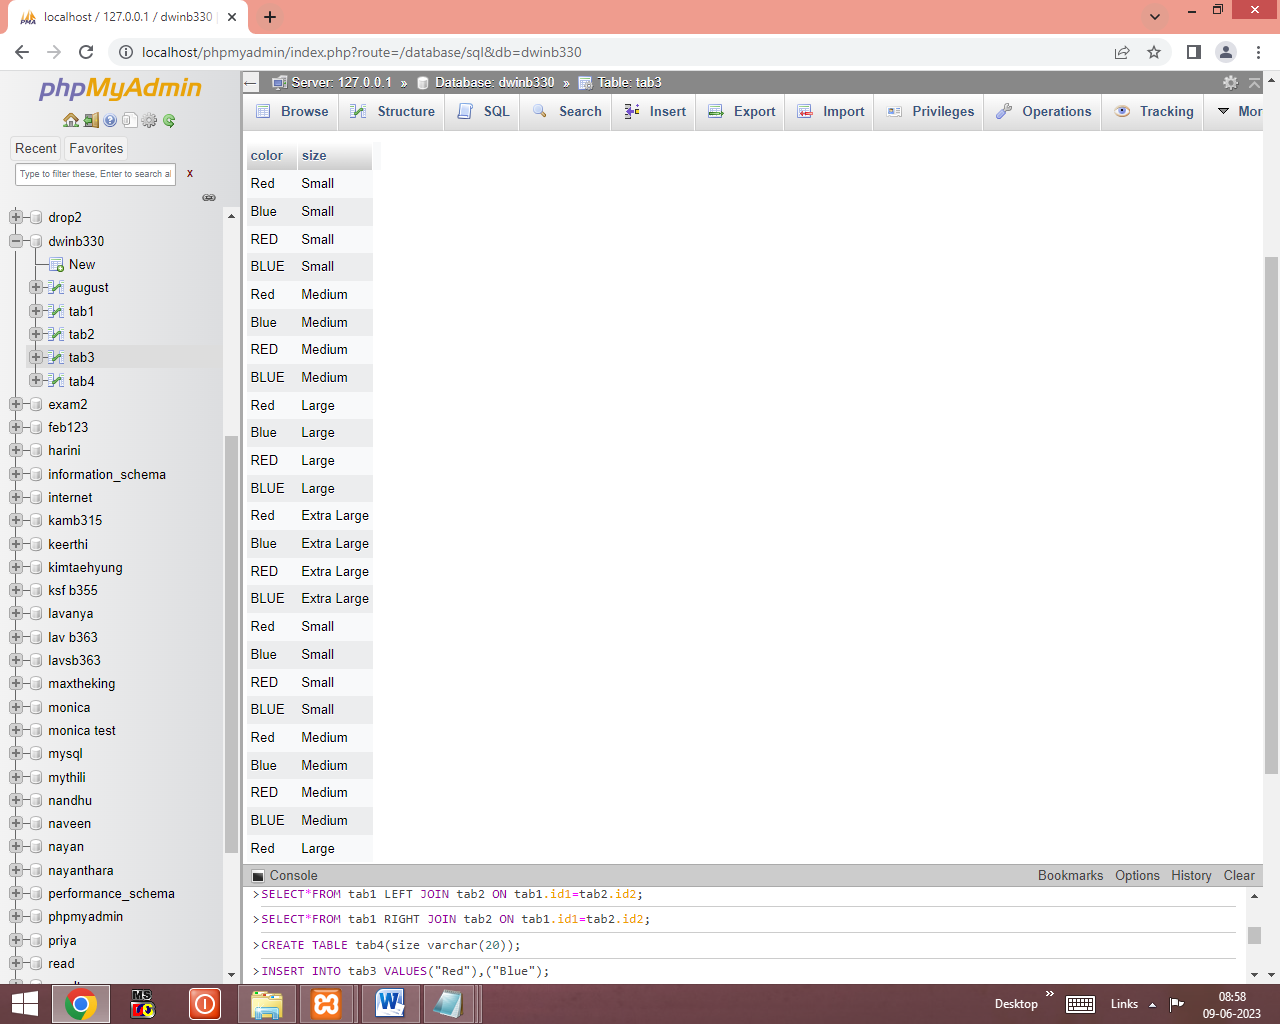 localhost / 127.0.0.1 / dwinb330
localhost/phpmyadmin/index.php?route=/database/sql&db=dwinb330
phpMyAdmin
Recent Favorites
Type to filter these, Enter to search al X
drop2
dwinb330
New
august
tab1
tab2
tab3
tab4
exam2
feb123
harini
information_schema
internet
kamb315
keerthi
kimtaehyung
ksf b355
lavanya
lav b363
lavsb363
maxtheking
monica
monica test
mysql
mythili
nandhu
naveen
nayan
nayanthara
performance_schema
phpmyadmin
priya
read
Server: 127.0.0.1 » Database: dwinb330 » Table: tab3
Browse Structure SQL Search Insert Export Import Privileges Operations Tracking Mor
color size
Red Small
Blue Small
RED Small
BLUE Small
Red Medium
Blue Medium
RED Medium
BLUE Medium
Red Large
Blue Large
RED Large
BLUE Large
Red Extra Large
Blue Extra Large
RED Extra Large
BLUE Extra Large
Red Small
Blue Small
RED Small
BLUE Small
Red Medium
Blue Medium
RED Medium
BLUE Medium
Red Large
Console Bookmarks Options History Clear
>SELECT*FROM tab1 LEFT JOIN tab2 ON tab1.id1=tab2.id2;
>SELECT*FROM tab1 RIGHT JOIN tab2 ON tab1.id1=tab2.id2;
>CREATE TABLE tab4(size varchar(20));
>INSERT INTO tab3 VALUES("Red"),("Blue");
Desktop » Links 08:58
09-06-2023